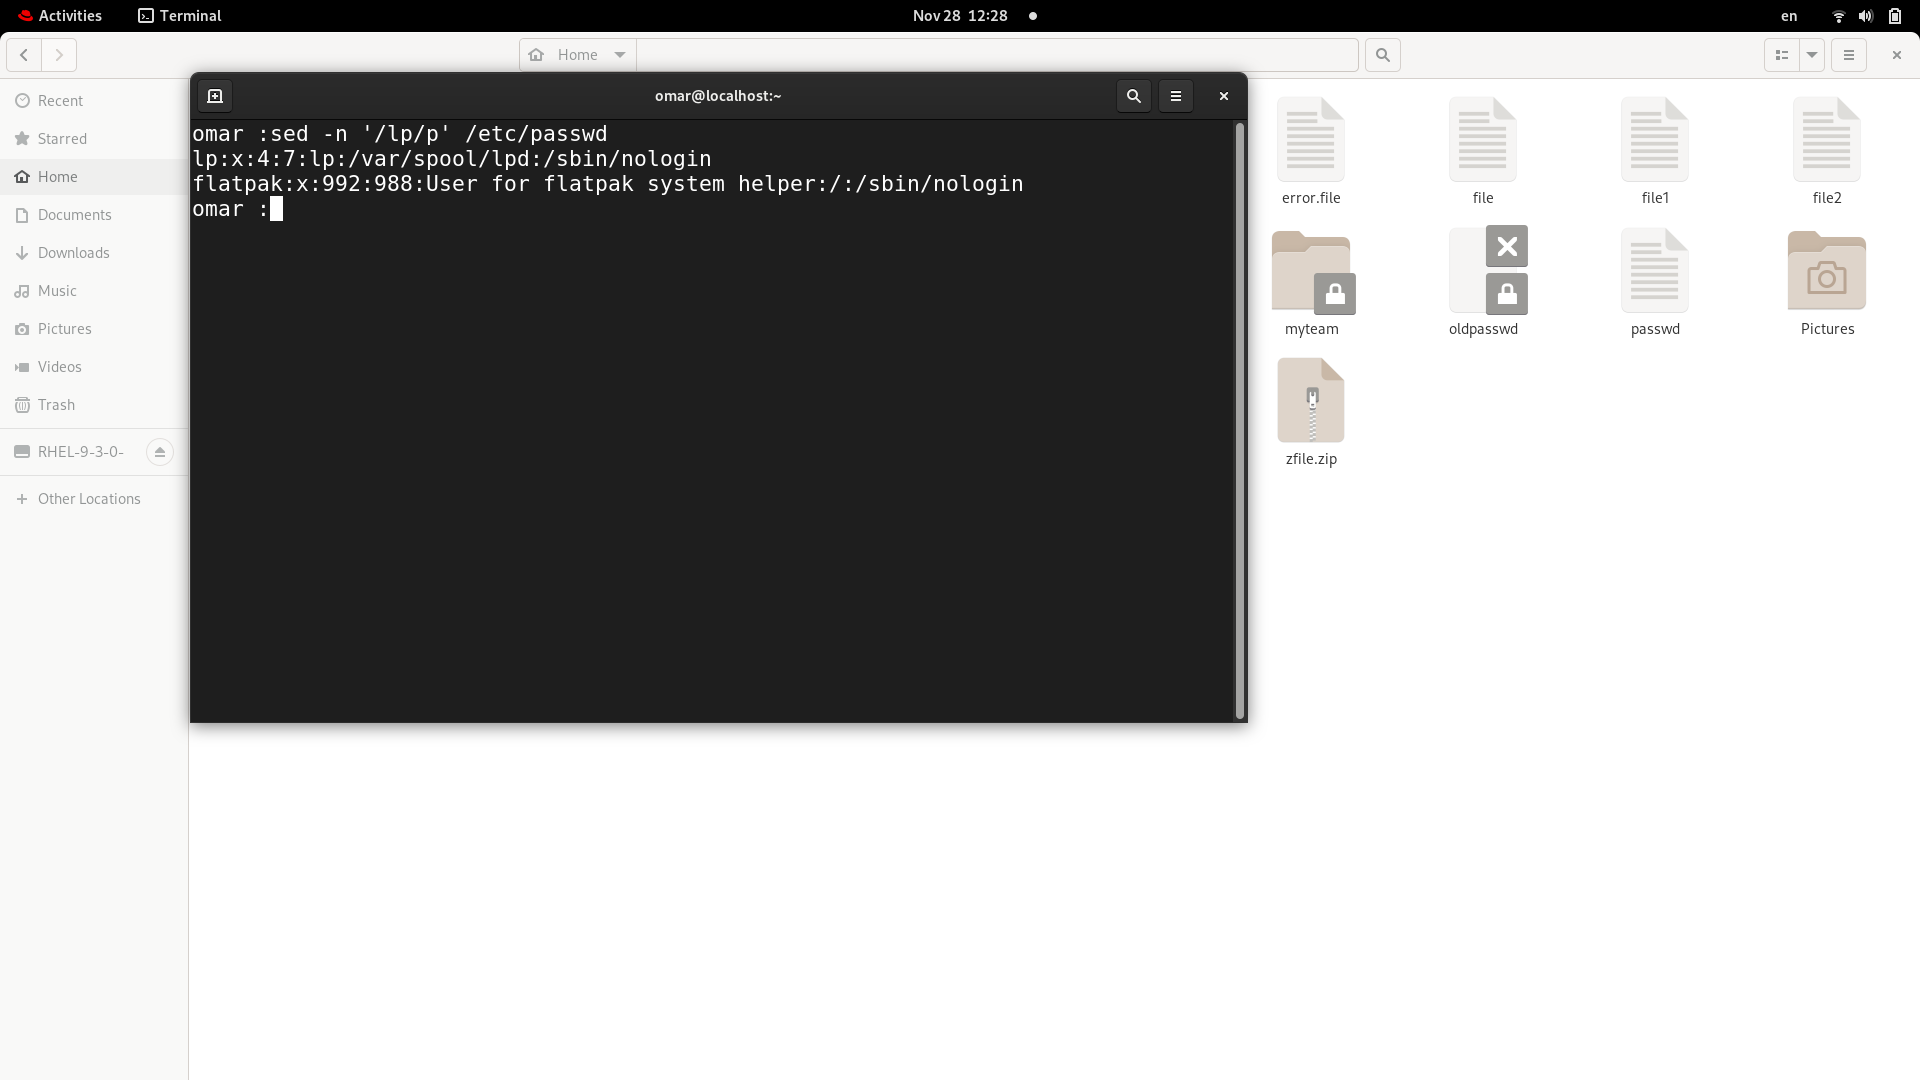 Activities
Terminal
Nov 28 12:28
en
Home
Recent
Starred
Home
Documents
Downloads
Music
Pictures
Videos
Trash
RHEL-9-3-0-
Other Locations
omar@localhost:~
omar :sed -n '/lp/p' /etc/passwd
lp:x:4:7:lp:/var/spool/lpd:/sbin/nologin
flatpak:x:992:988:User for flatpak system helper:/:/sbin/nologin
omar :
error.file
file
file1
file2
myteam
oldpasswd
passwd
Pictures
zfile.zip